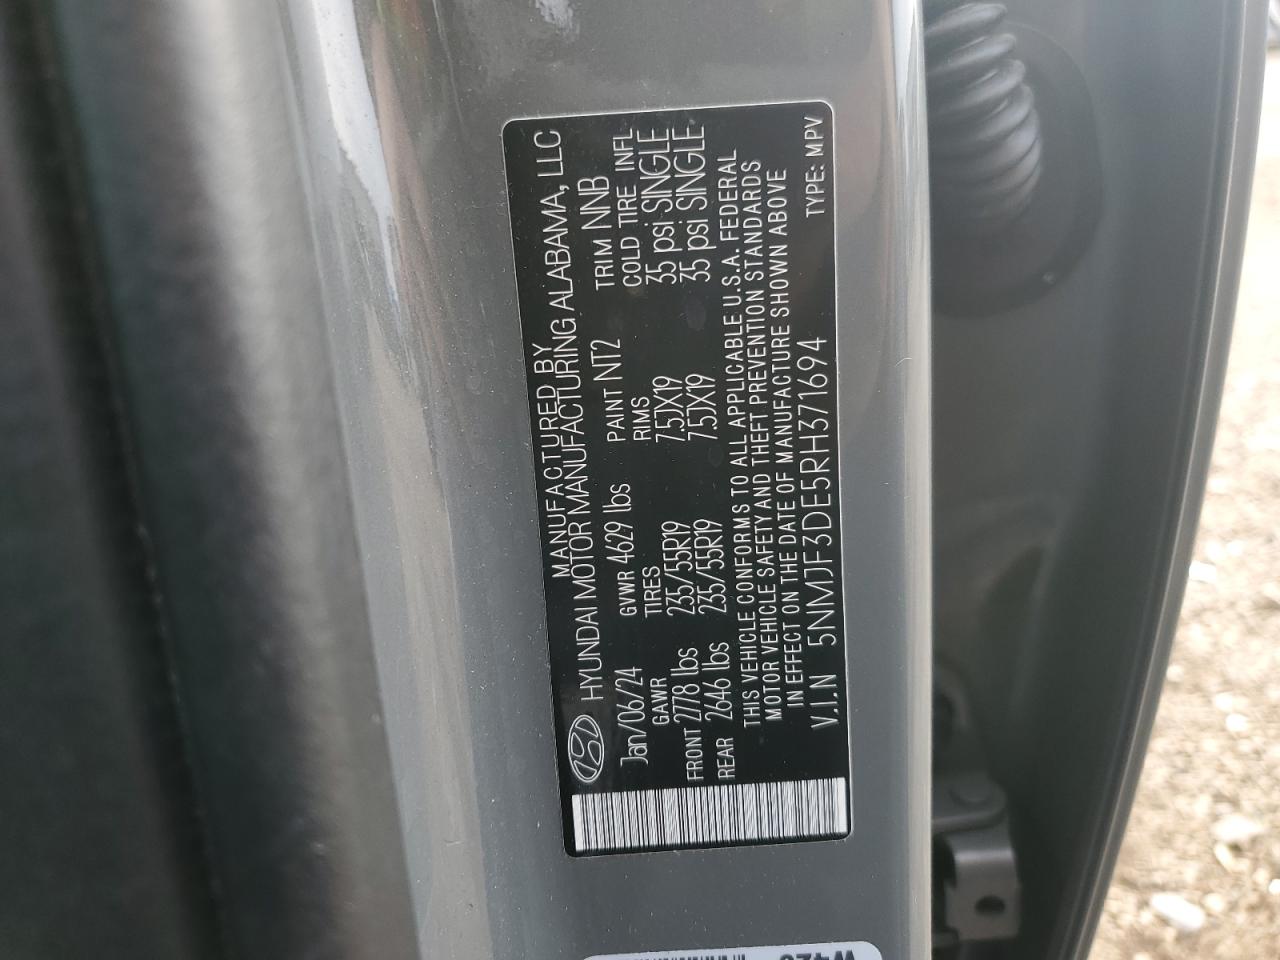 MANUFACTURED BY
HYUNDAI MOTOR MANUFACTURING ALABAMA, LLC
Jan/06/24 GVWR 4629 lbs PAINT NT2 TRIM NNB
GAWR TIRES RIMS COLD TIRE INFL
FRONT 2778 lbs 235/55R19 7.5JX19 35 psi SINGLE
REAR 2646 lbs 235/55R19 7.5JX19 35 psi SINGLE
THIS VEHICLE CONFORMS TO ALL APPLICABLE U.S.A. FEDERAL
MOTOR VEHICLE SAFETY AND THEFT PREVENTION STANDARDS
IN EFFECT ON THE DATE OF MANUFACTURE SHOWN ABOVE
V.I.N 5NMJF3DE5RH371694 TYPE: MPV